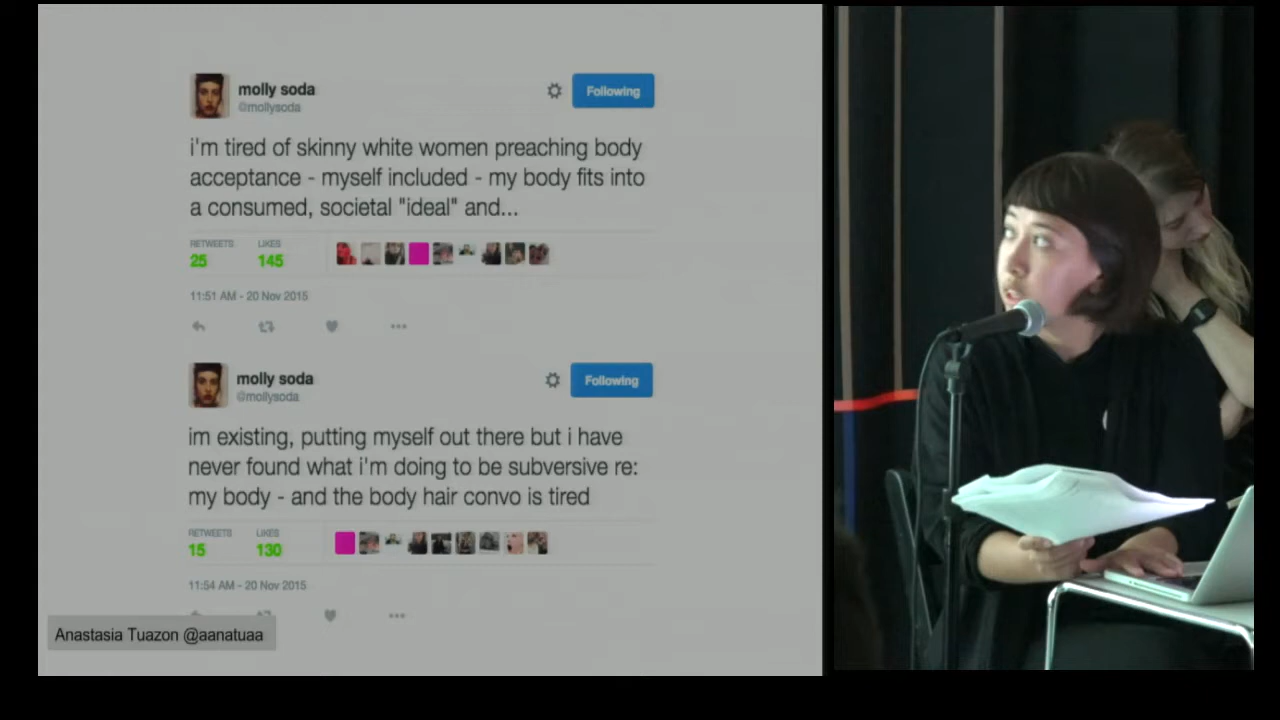 molly soda
@mollysoda
Following
i'm tired of skinny white women preaching body
acceptance - myself included - my body fits into
a consumed, societal "ideal" and...
RETWEETS LIKES
25 145
11:51 AM - 20 Nov 2015
molly soda
@mollysoda
Following
im existing, putting myself out there but i have
never found what i'm doing to be subversive re:
my body - and the body hair convo is tired
RETWEETS LIKES
15 130
11:54 AM - 20 Nov 2015
Anastasia Tuazon @aanatuaa